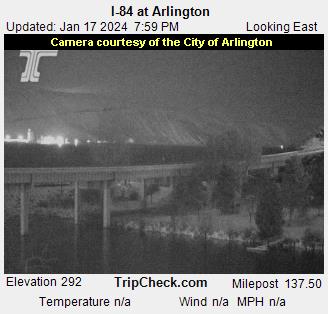 I-84 at Arlington
Updated: Jan 17 2024 7:59 PM Looking East
Camera courtesy of the City of Arlington
Elevation 292 TripCheck.com Milepost 137.50
Temperature n/a Wind n/a MPH n/a